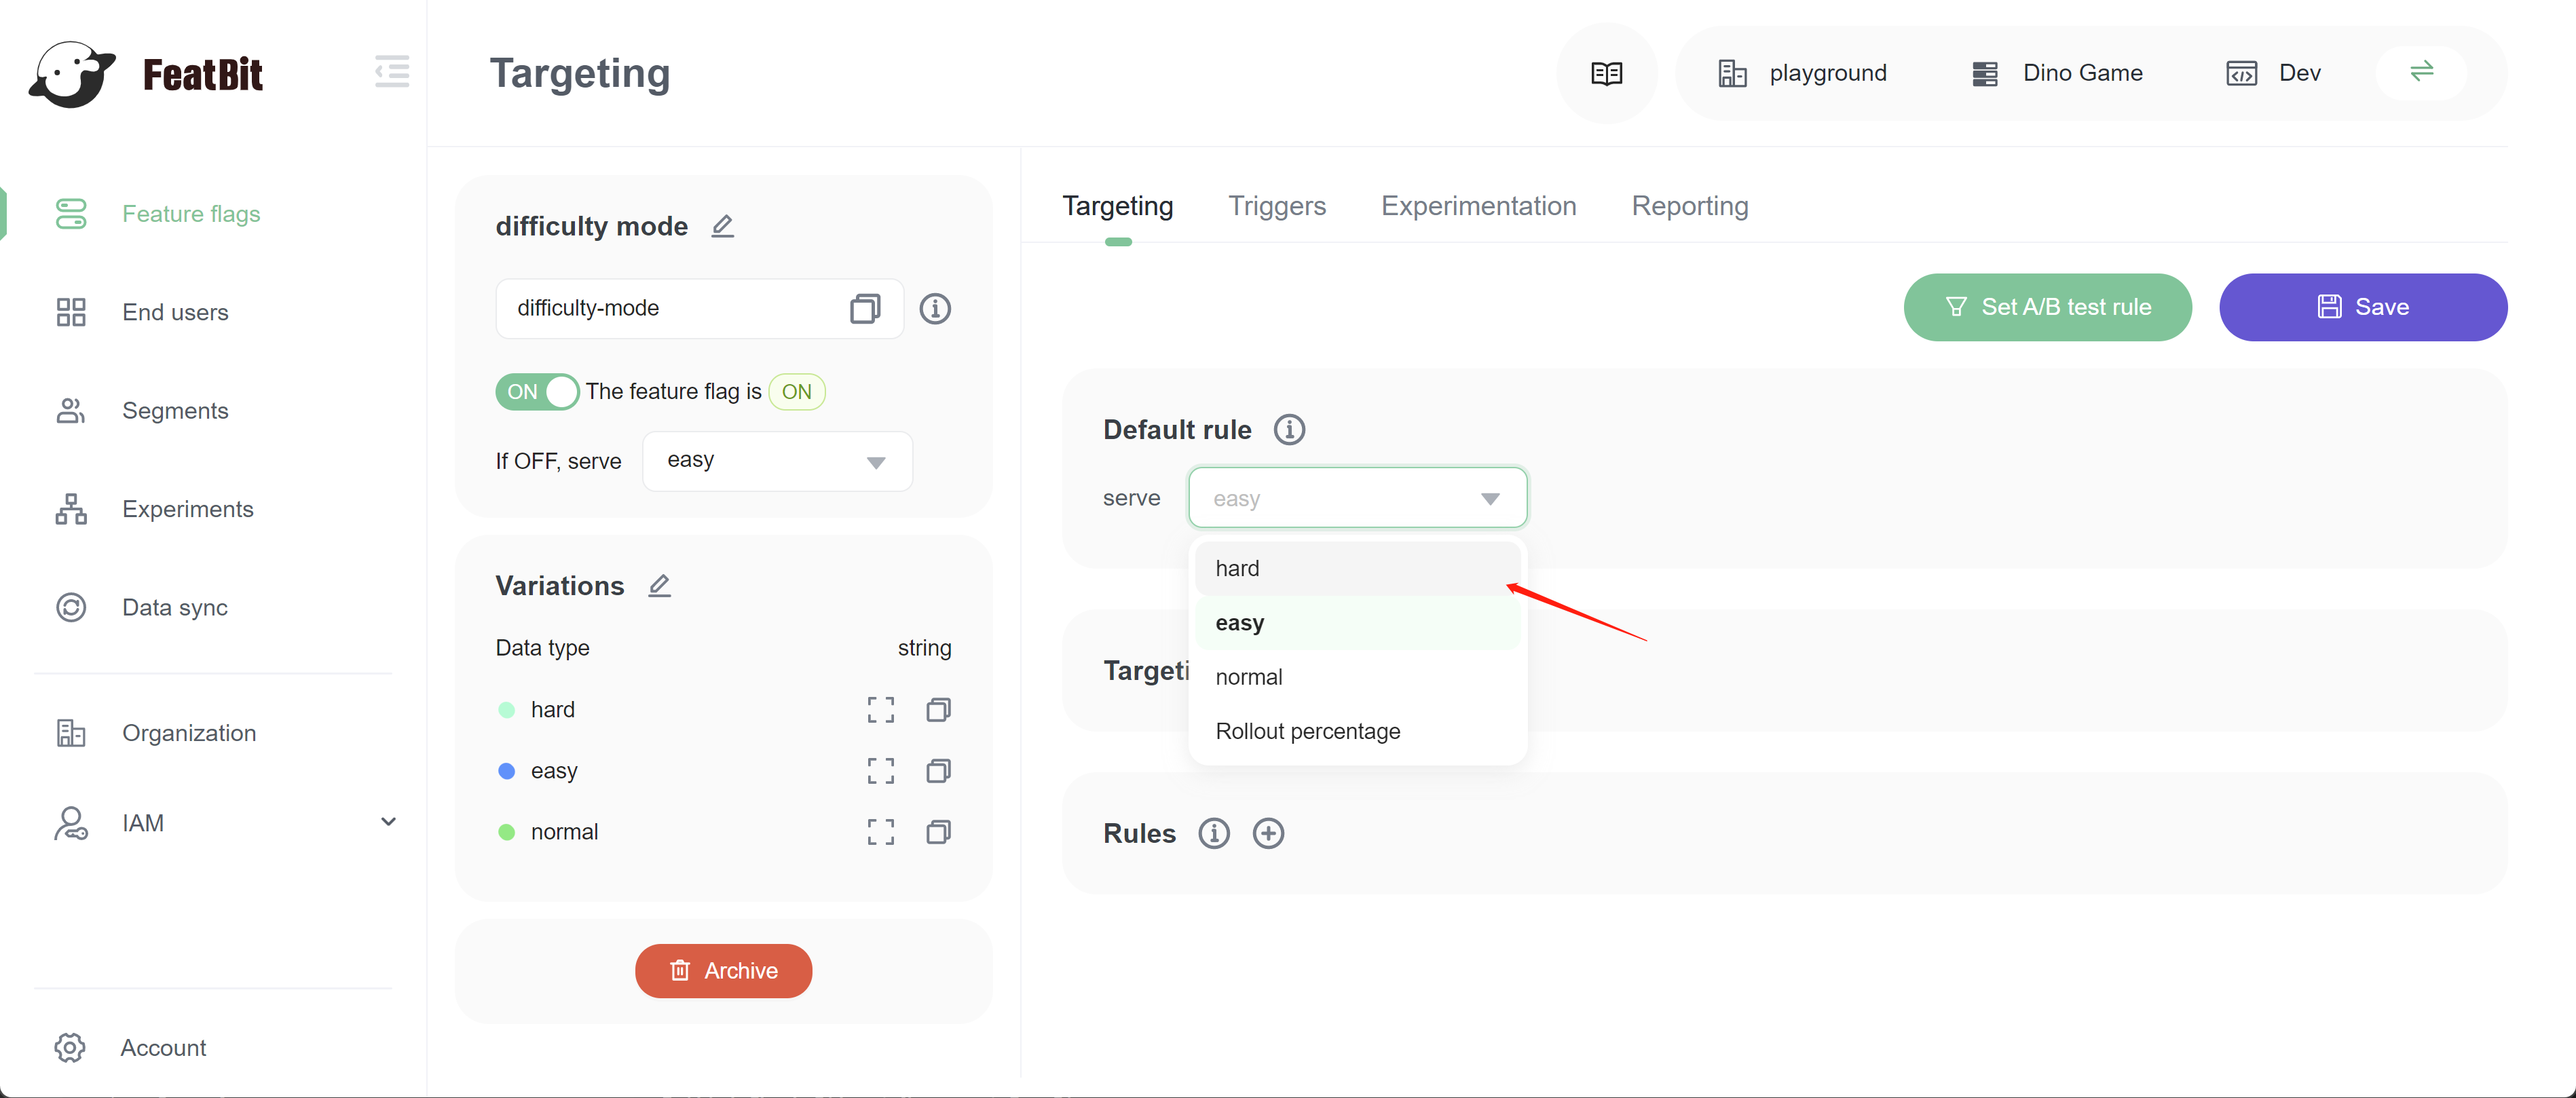 FeatBit
Targeting
playground
Dino Game
Dev
Feature flags
End users
Segments
Experiments
Data sync
Organization
IAM
Account
difficulty mode
difficulty-mode
ON The feature flag is ON
If OFF, serve easy
Variations
Data type string
hard
easy
normal
Archive
Targeting Triggers Experimentation Reporting
Set A/B test rule
Save
Default rule
serve easy
hard
easy
normal
Rollout percentage
Targeti
Rules